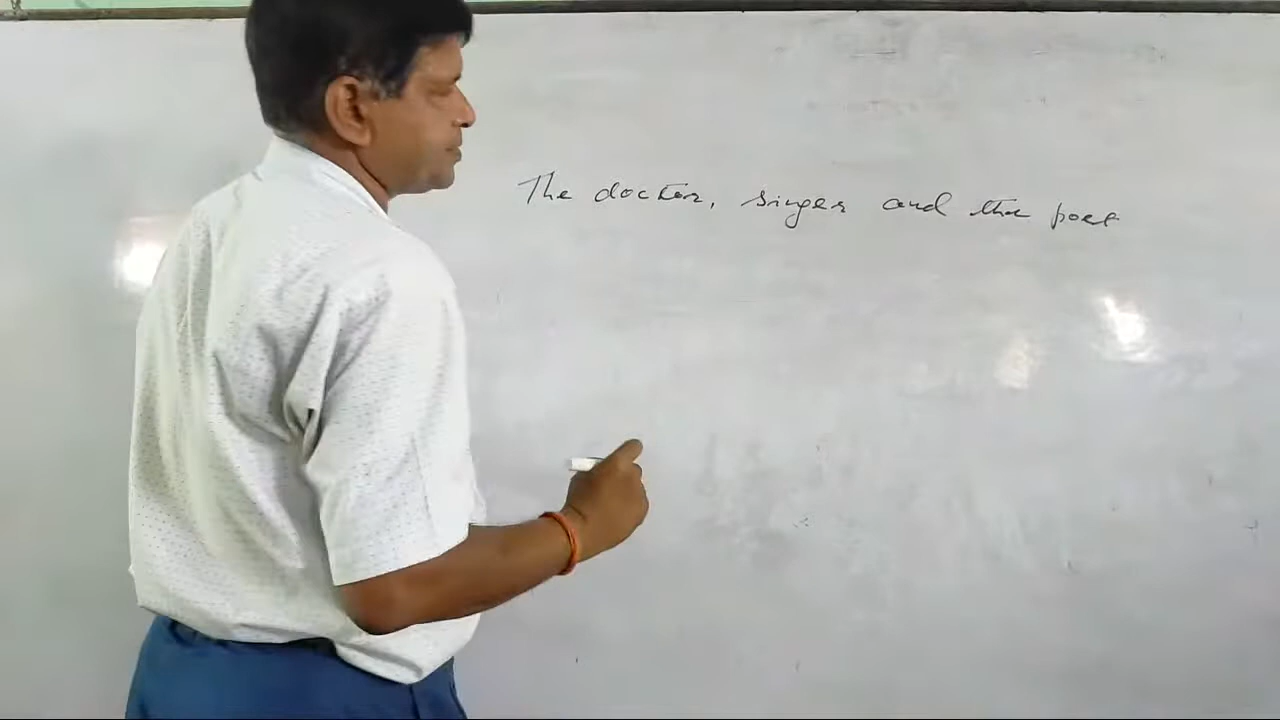 The doctor, singer and the poet